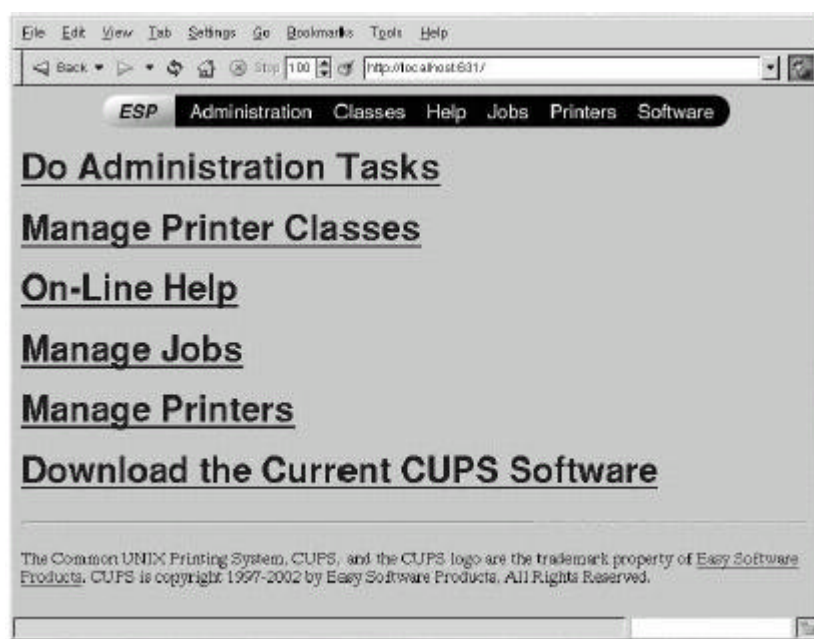 File Edit View Tab Settings Go Bookmarks Tools Help
Back Stop 100 http://localhost:631/
ESP Administration Classes Help Jobs Printers Software
Do Administration Tasks
Manage Printer Classes
On-Line Help
Manage Jobs
Manage Printers
Download the Current CUPS Software
The Common UNIX Printing System, CUPS, and the CUPS logo are the trademark property of Easy Software
Products. CUPS is copyright 1997-2002 by Easy Software Products, All Rights Reserved.